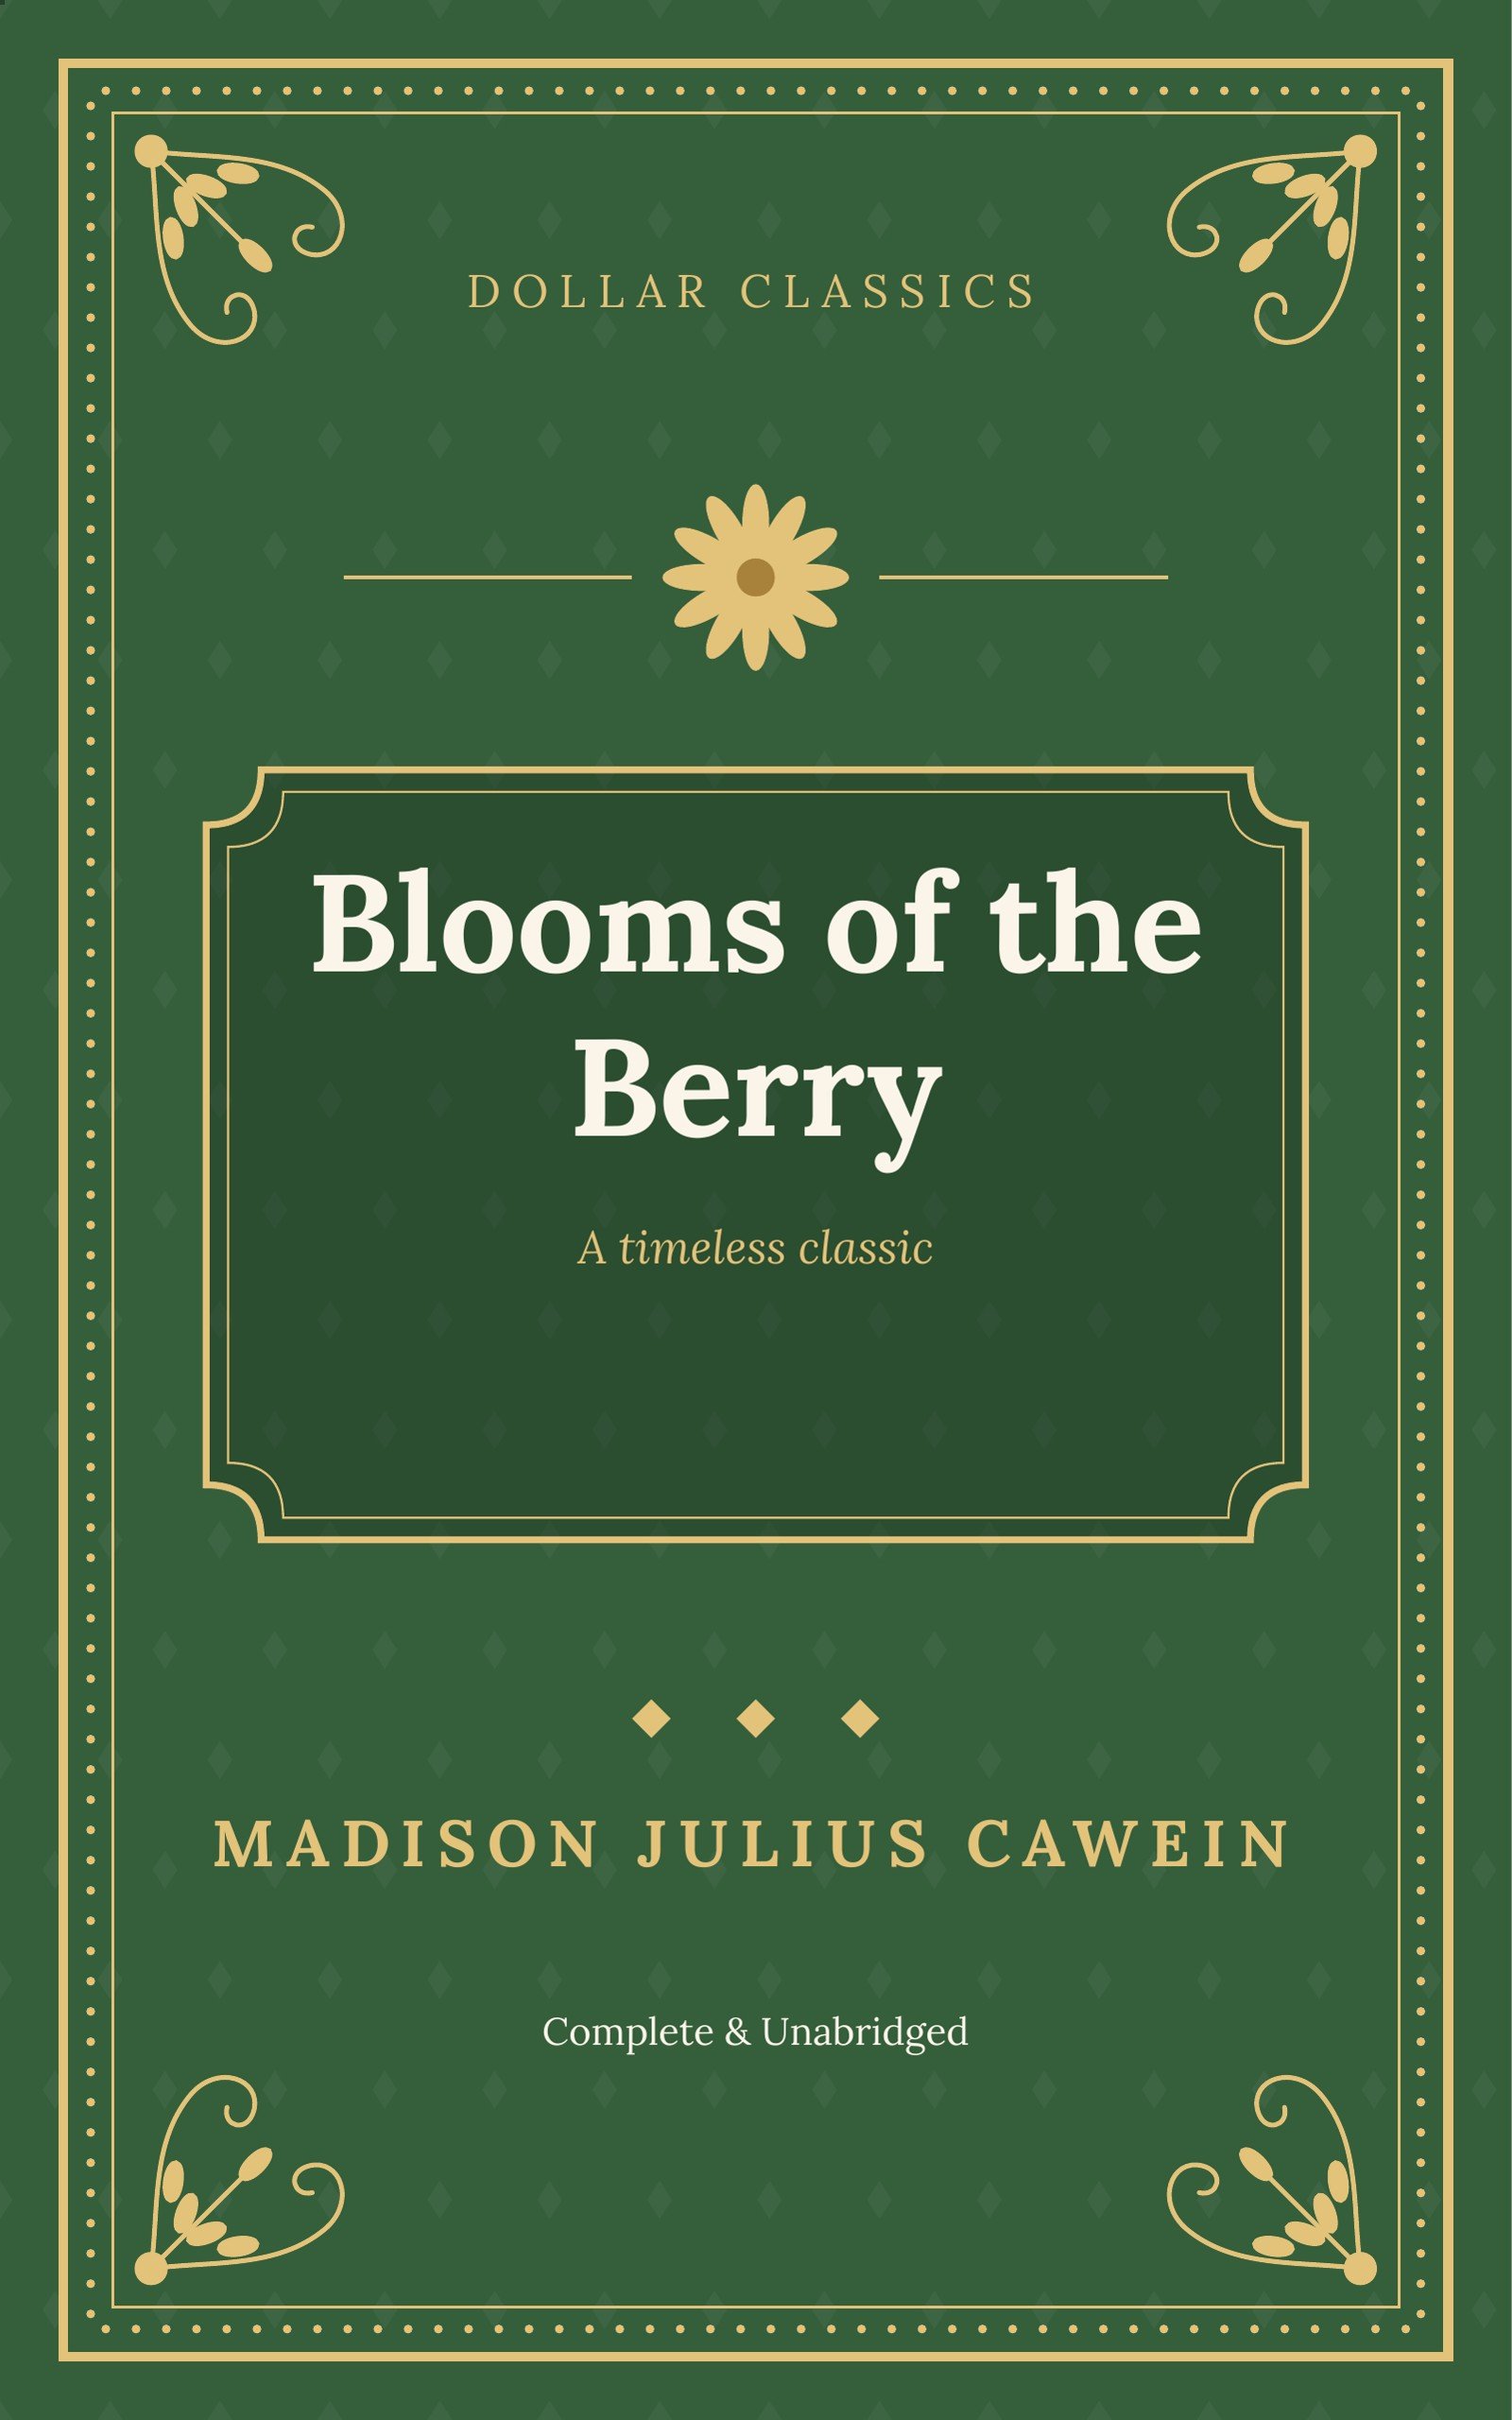 DOLLAR CLASSICS
Blooms of the
Berry
A timeless classic
MADISON JULIUS CAWEIN
Complete & Unabridged